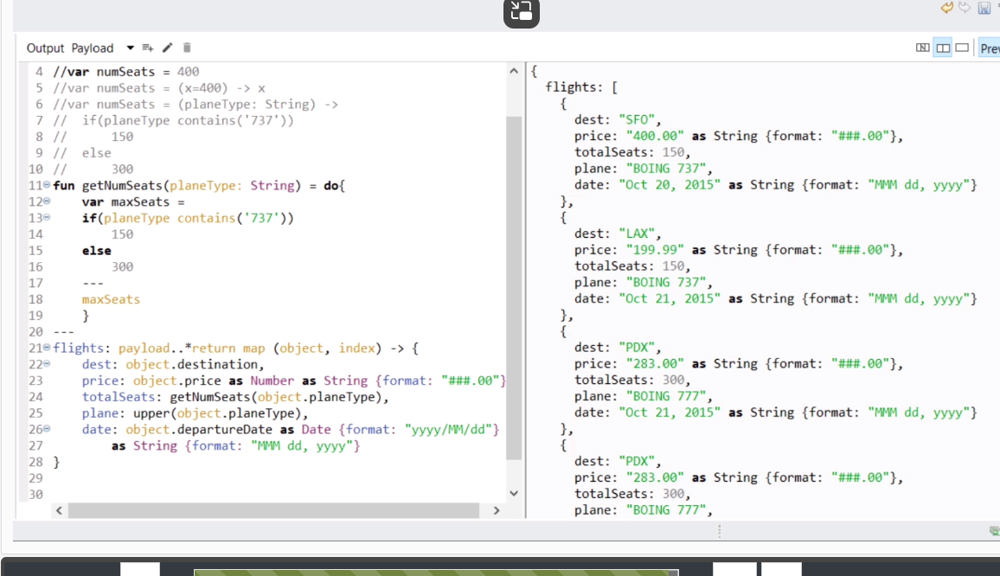 Output Payload
Prev
4 //var numSeats = 400
5 //var numSeats = (x=400) -> x
6 //var numSeats = (planeType: String) ->
7 //  if(planeType contains('737'))
8 //      150
9 //  else
10 //      300
11 fun getNumSeats(planeType: String) = do{
12     var maxSeats =
13     if(planeType contains('737'))
14         150
15     else
16         300
17     ---
18     maxSeats
19     }
20 ---
21 flights: payload..*return map (object, index) -> {
22     dest: object.destination,
23     price: object.price as Number as String {format: "###.00"}
24     totalSeats: getNumSeats(object.planeType),
25     plane: upper(object.planeType),
26     date: object.departureDate as Date {format: "yyyy/MM/dd"}
27         as String {format: "MMM dd, yyyy"}
28 }
29
30
{
  flights: [
    {
      dest: "SFO",
      price: "400.00" as String {format: "###.00"},
      totalSeats: 150,
      plane: "BOING 737",
      date: "Oct 20, 2015" as String {format: "MMM dd, yyyy"}
    },
    {
      dest: "LAX",
      price: "199.99" as String {format: "###.00"},
      totalSeats: 150,
      plane: "BOING 737",
      date: "Oct 21, 2015" as String {format: "MMM dd, yyyy"}
    },
    {
      dest: "PDX",
      price: "283.00" as String {format: "###.00"},
      totalSeats: 300,
      plane: "BOING 777",
      date: "Oct 21, 2015" as String {format: "MMM dd, yyyy"}
    },
    {
      dest: "PDX",
      price: "283.00" as String {format: "###.00"},
      totalSeats: 300,
      plane: "BOING 777",